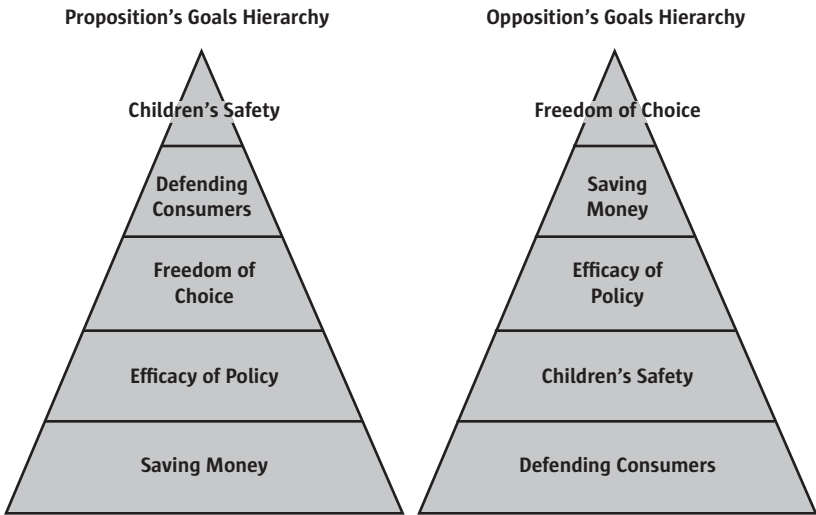 Proposition's Goals Hierarchy
Children's Safety
Defending
Consumers
Freedom of
Choice
Efficacy of Policy
Saving Money
Opposition's Goals Hierarchy
Freedom of Choice
Saving
Money
Efficacy of
Policy
Children's Safety
Defending Consumers